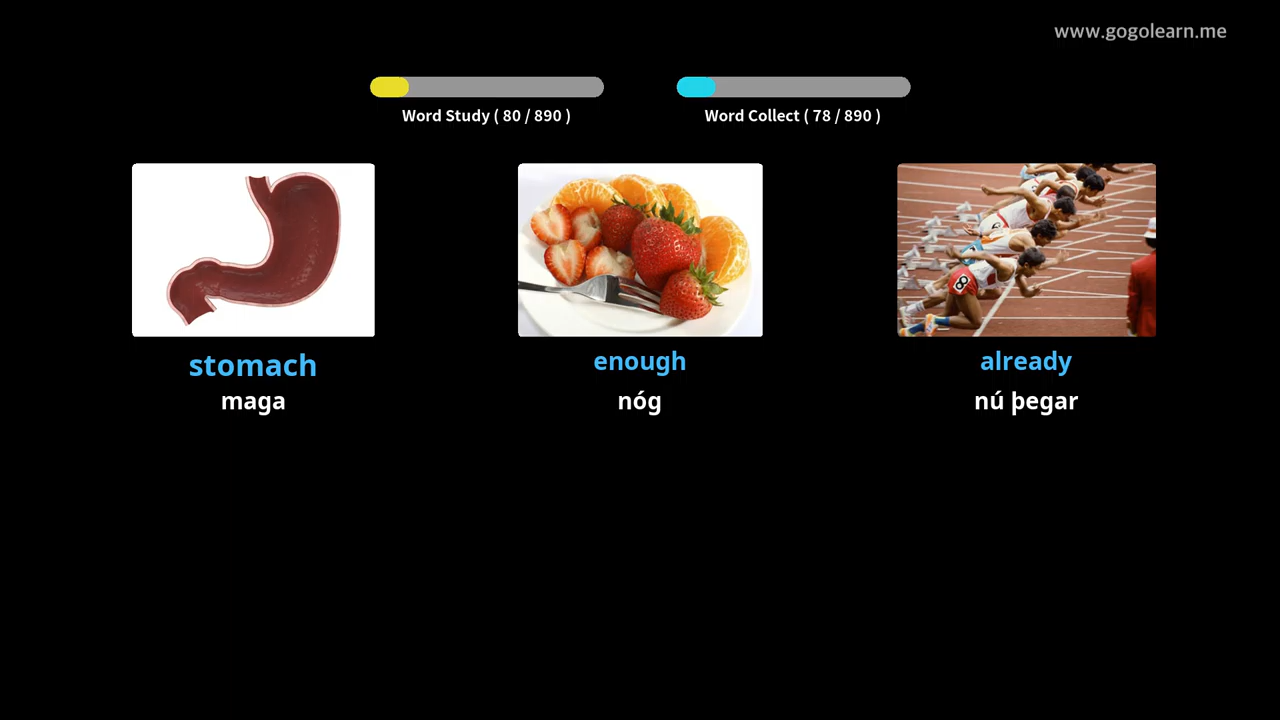 www.gogolearn.me
Word Study ( 80 / 890 )
Word Collect ( 78 / 890 )
stomach
maga
enough
nóg
already
nú þegar